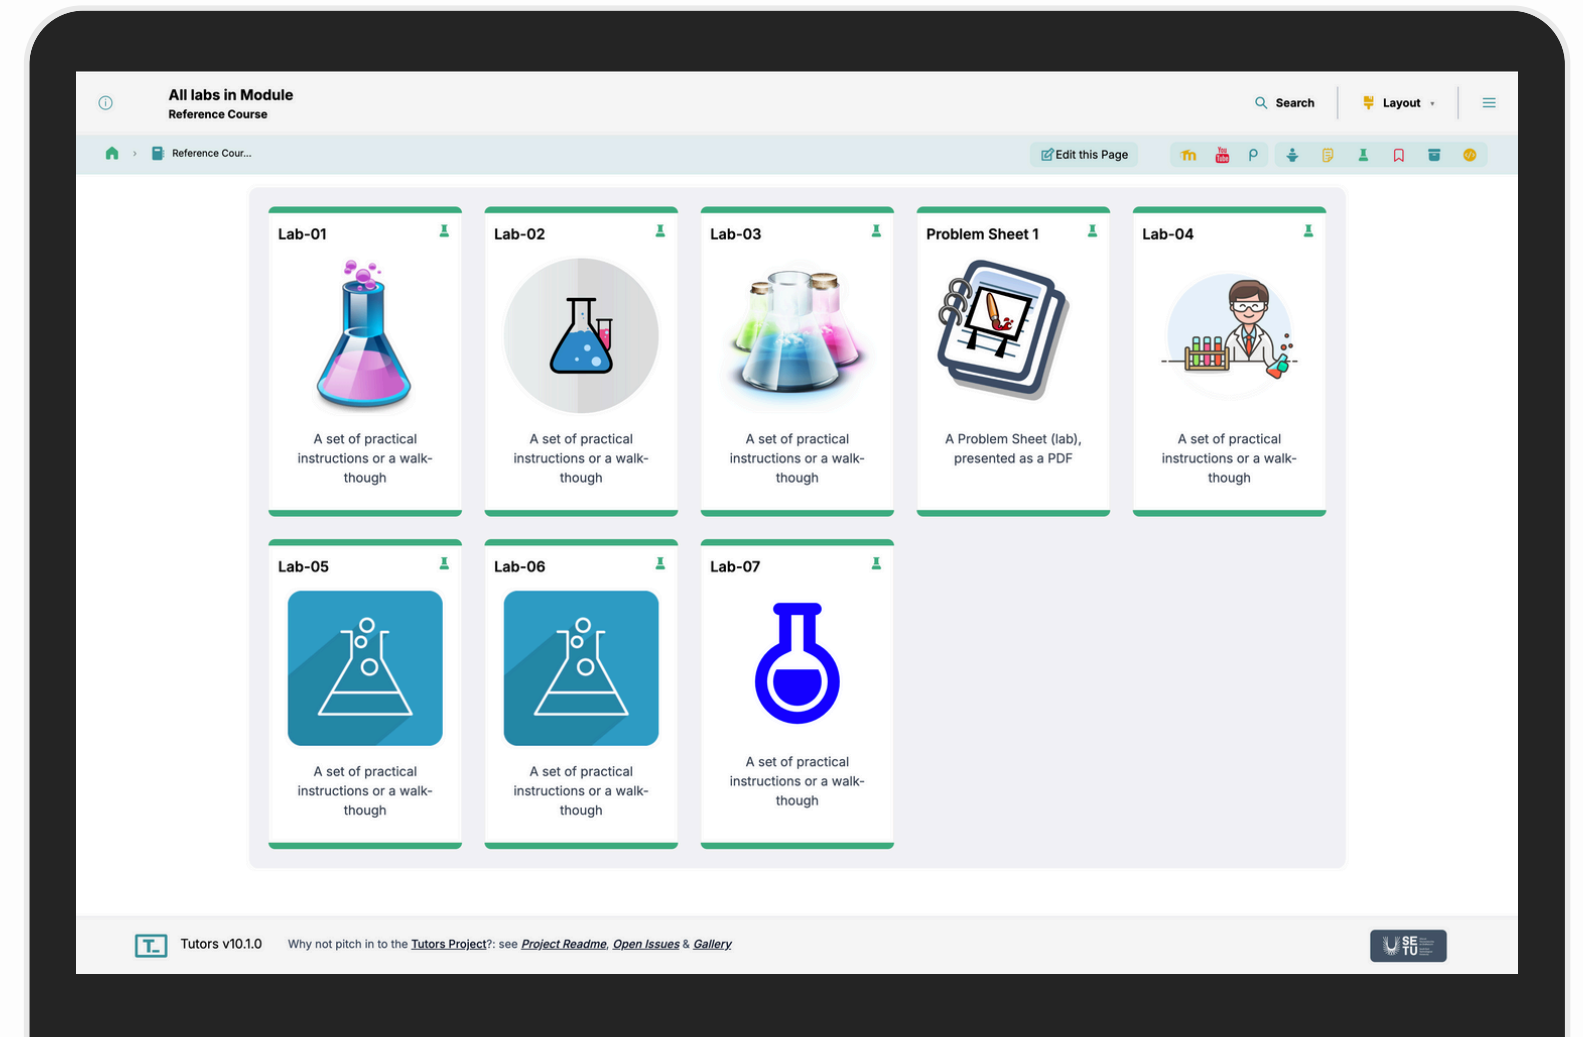 All labs in Module
Reference Course
Search
Layout
Reference Cour...
Edit this Page
You
Tube
Lab-01
A set of practical
instructions or a walk-
though
Lab-02
A set of practical
instructions or a walk-
though
Lab-03
A set of practical
instructions or a walk-
though
Problem Sheet 1
A Problem Sheet (lab),
presented as a PDF
Lab-04
A set of practical
instructions or a walk-
though
Lab-05
A set of practical
instructions or a walk-
though
Lab-06
A set of practical
instructions or a walk-
though
Lab-07
A set of practical
instructions or a walk-
though
T_
Tutors v10.1.0
Why not pitch in to the Tutors Project?: see Project Readme, Open Issues & Gallery
SE
TU